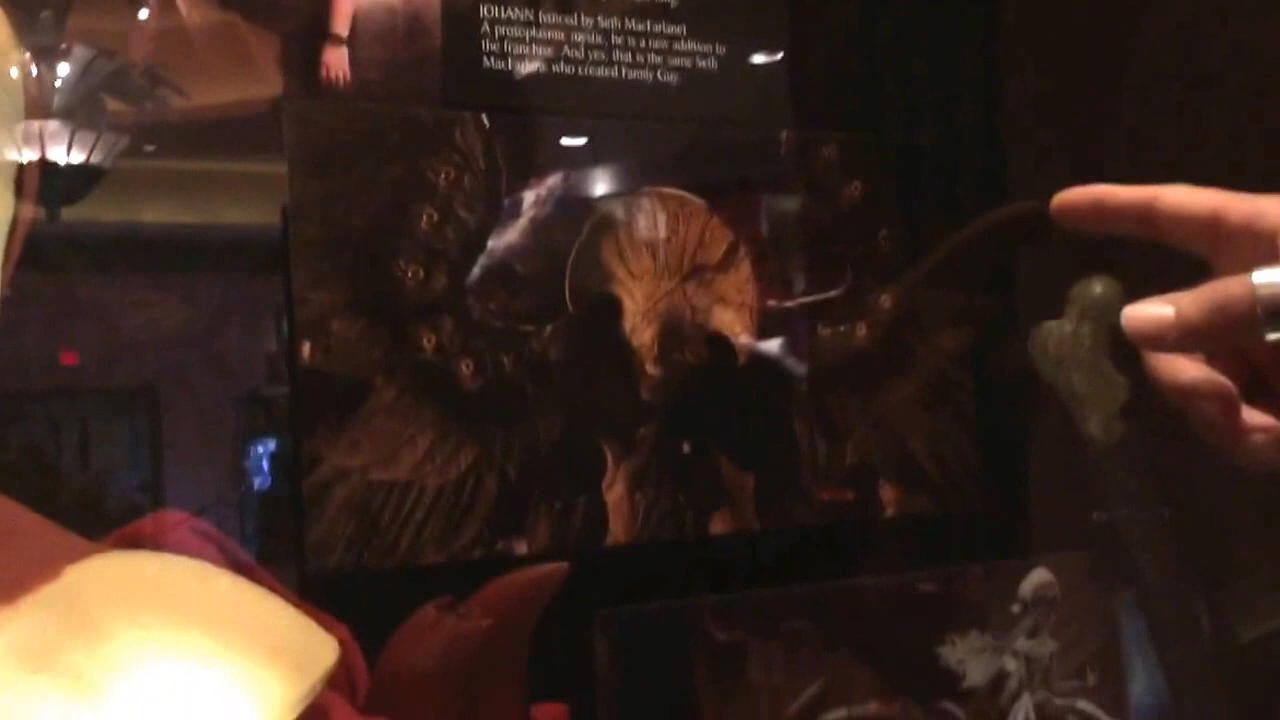 JOHANN (voiced by Seth MacFarlane)
A protoplasmic mystic, he is a new addition to
the franchise. And yes, that is the same Seth
MacFarlane who created Family Guy.